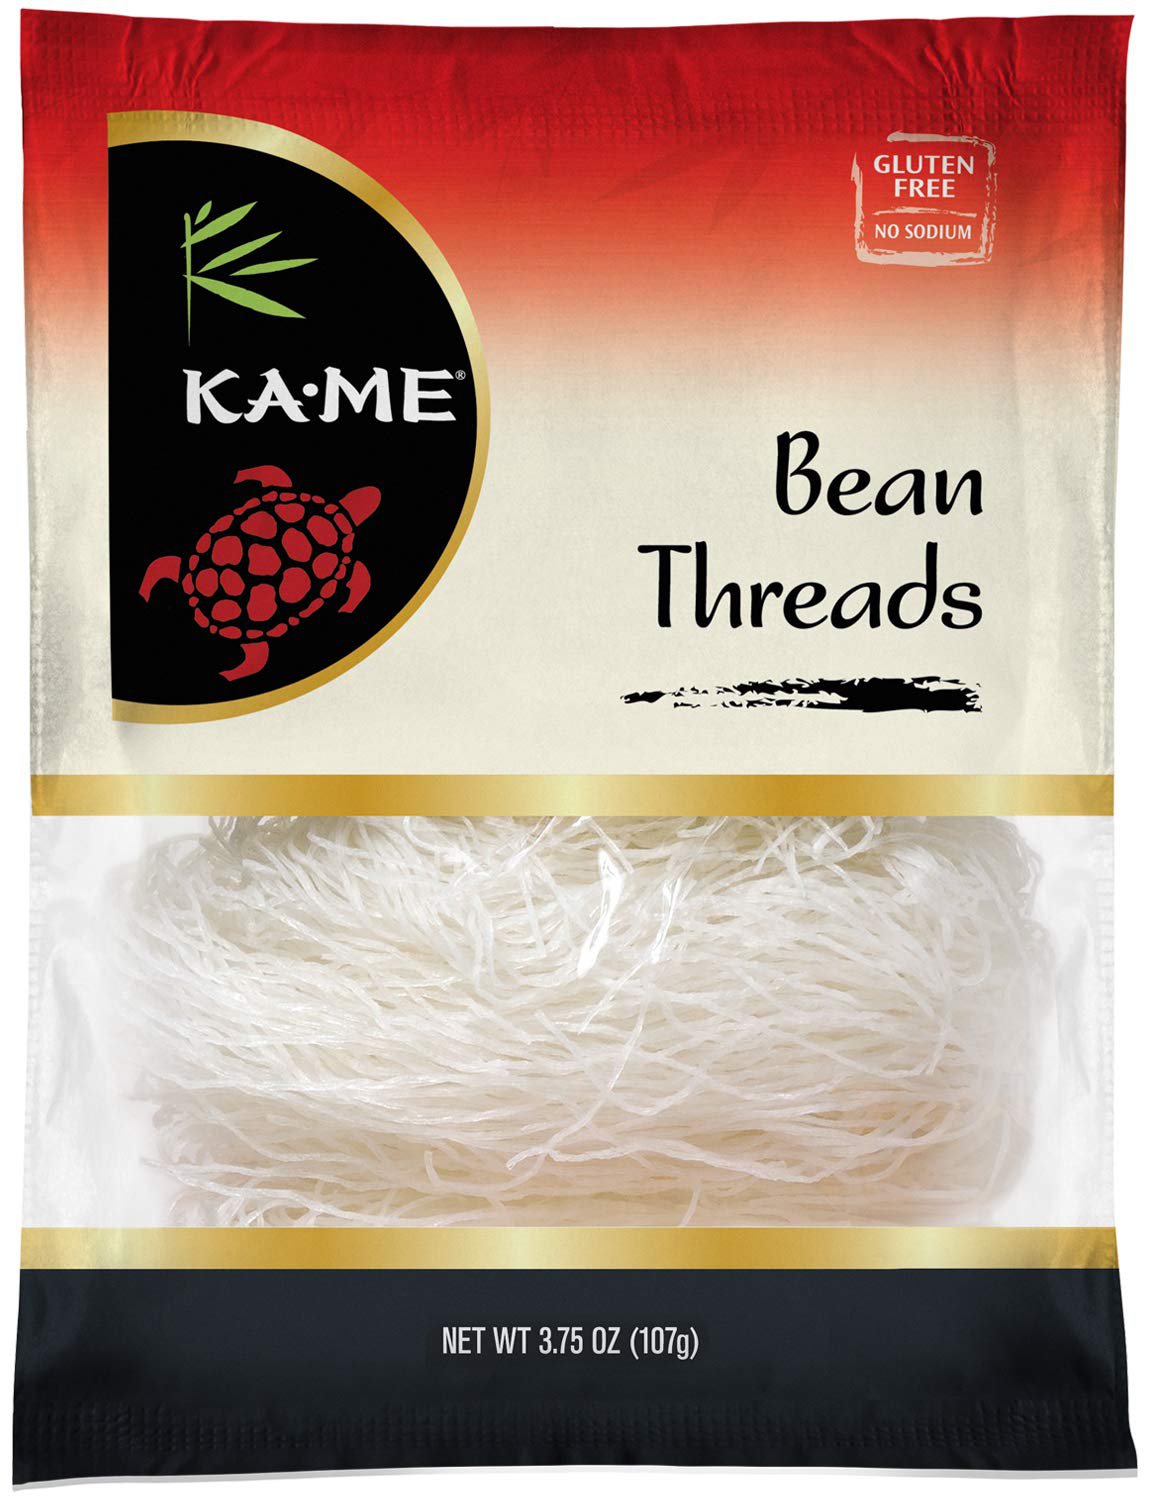 KA·ME®
GLUTEN
FREE
NO SODIUM
Bean
Threads
NET WT 3.75 OZ (107g)